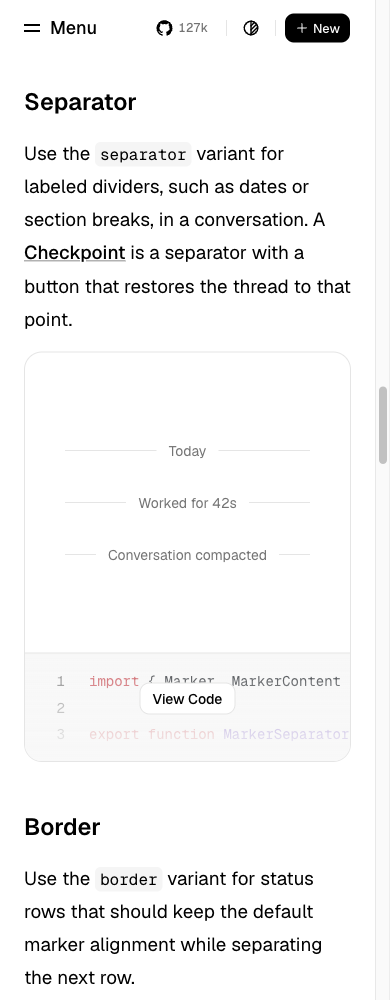 Menu
127k
+ New
Separator
Use the separator variant for
labeled dividers, such as dates or
section breaks, in a conversation. A
Checkpoint is a separator with a
button that restores the thread to that
point.
Today
Worked for 42s
Conversation compacted
1 import { Marker, MarkerContent
View Code
2
3 export function MarkerSeparator
Border
Use the border variant for status
rows that should keep the default
marker alignment while separating
the next row.